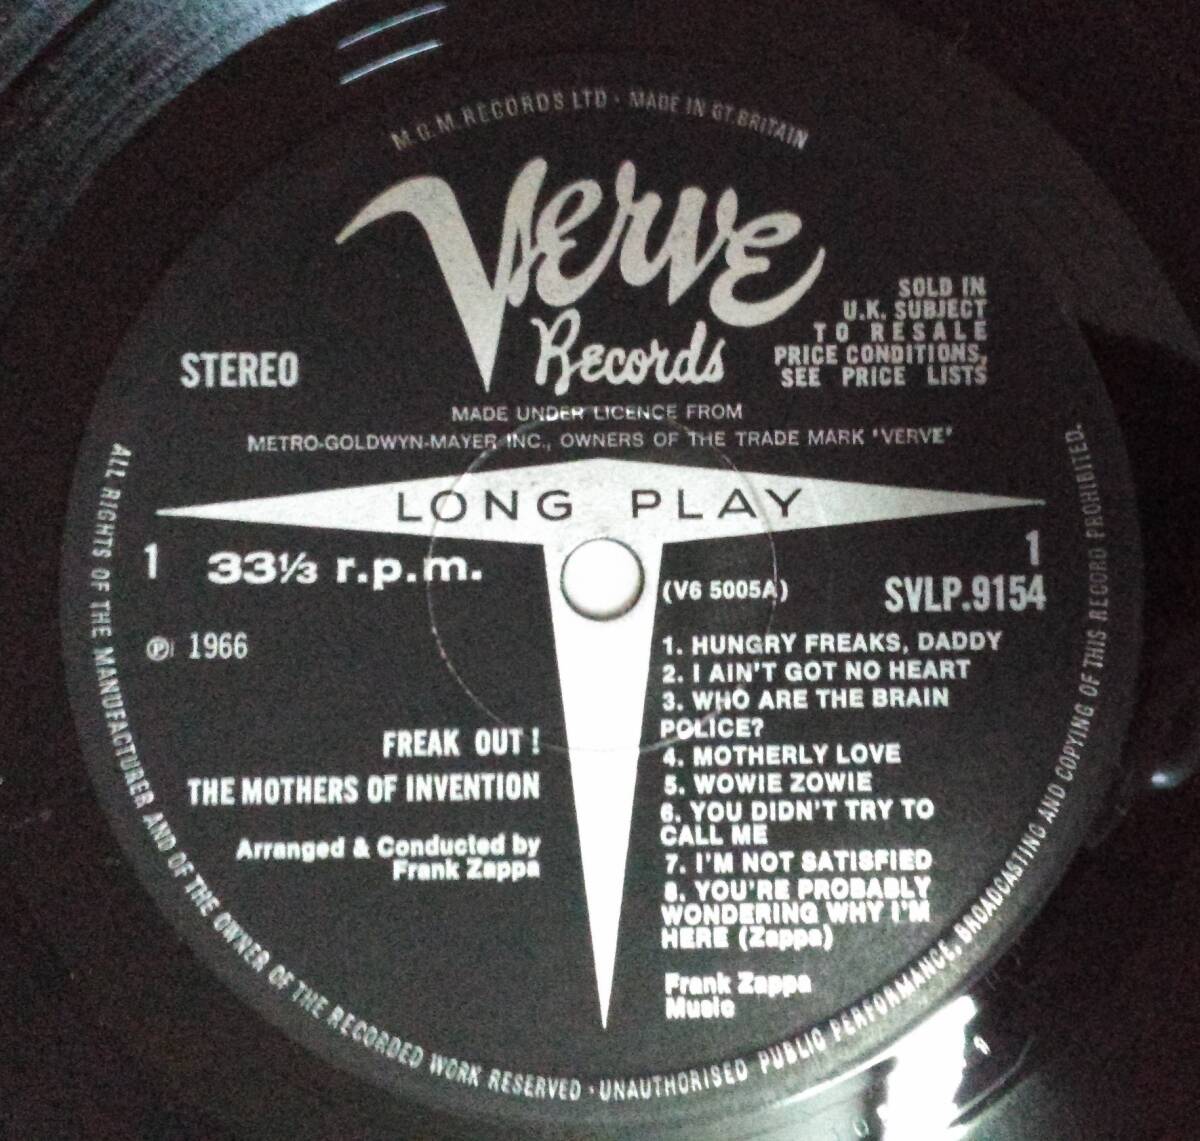 M.G.M. RECORDS LTD · MADE IN GT. BRITAIN
Verve
Records
SOLD IN
U.K. SUBJECT
TO RESALE
PRICE CONDITIONS,
SEE PRICE LISTS
STEREO
MADE UNDER LICENCE FROM
METRO-GOLDWYN-MAYER INC., OWNERS OF THE TRADE MARK "VERVE"
LONG PLAY
1
33⅓ r.p.m.
1
(V6 5005A)
SVLP.9154
℗ 1966
FREAK OUT !
THE MOTHERS OF INVENTION
Arranged & Conducted by
Frank Zappa
1. HUNGRY FREAKS, DADDY
2. I AIN'T GOT NO HEART
3. WHO ARE THE BRAIN
POLICE?
4. MOTHERLY LOVE
5. WOWIE ZOWIE
6. YOU DIDN'T TRY TO
CALL ME
7. I'M NOT SATISFIED
8. YOU'RE PROBABLY
WONDERING WHY I'M
HERE (Zappa)
Frank Zappa
Music
ALL RIGHTS OF THE MANUFACTURER AND OF THE OWNER OF THE RECORDED WORK RESERVED · UNAUTHORISED PUBLIC PERFORMANCE, BROADCASTING AND COPYING OF THIS RECORD PROHIBITED.